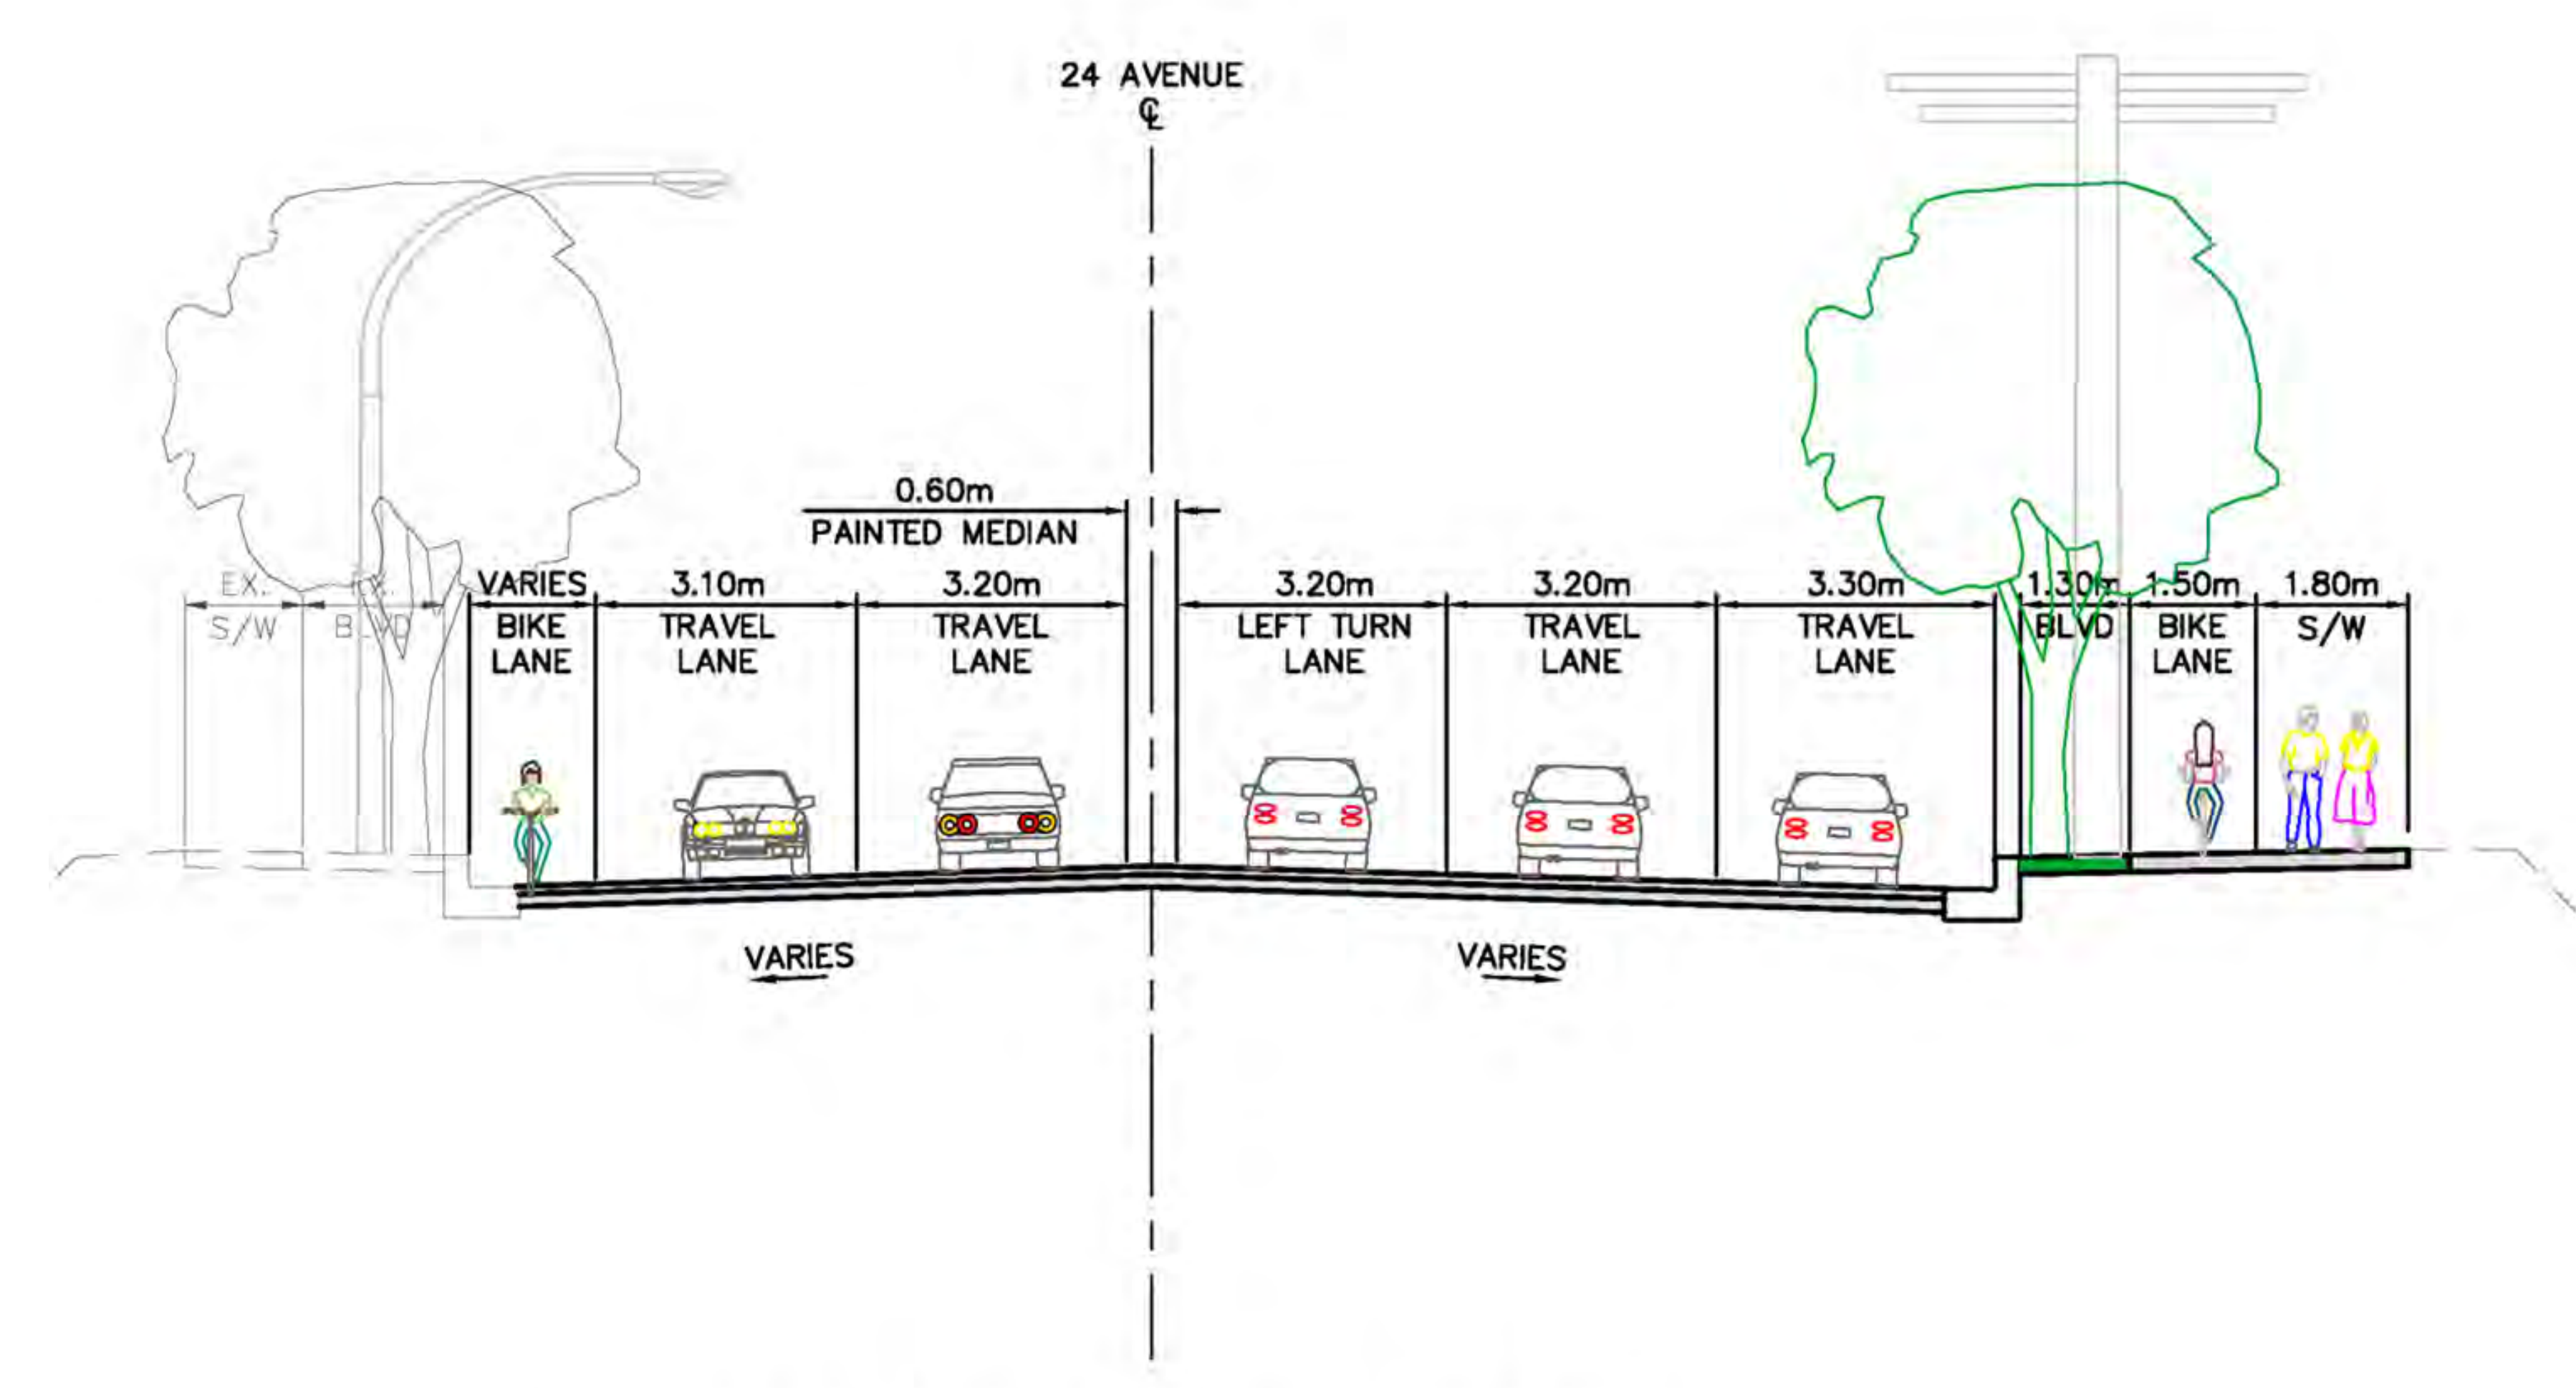 24 AVENUE
℄
0.60m
PAINTED MEDIAN
EX. EX. VARIES 3.10m 3.20m 3.20m 3.20m 3.30m 1.30m 1.50m 1.80m
S/W BLVD BIKE TRAVEL TRAVEL LEFT TURN TRAVEL TRAVEL BLVD BIKE S/W
LANE LANE LANE LANE LANE LANE LANE
VARIES VARIES